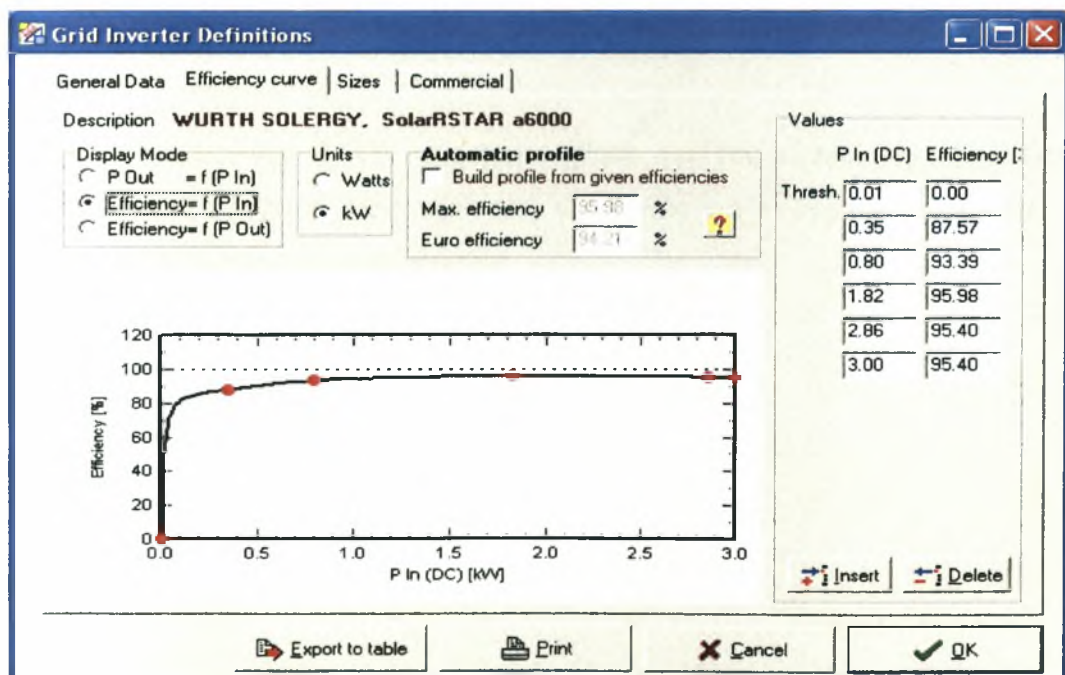 Grid Inverter Definitions
General Data Efficiency curve Sizes Commercial
Description WURTH SOLERGY, SolarRSTAR a6000
Display Mode
P Out = f (P In)
Efficiency= f (P In)
Efficiency= f (P Out)
Units
Watts
kW
Automatic profile
Build profile from given efficiencies
Max. efficiency 95.98 %
Euro efficiency 94.21 %
?
Values
P In (DC) Efficiency [
Thresh. 0.01 0.00
0.35 87.57
0.80 93.39
1.82 95.98
2.86 95.40
3.00 95.40
120
100
80
60
40
20
0
Efficiency [%]
0.0 0.5 1.0 1.5 2.0 2.5 3.0
P In (DC) [kW]
Insert Delete
Export to table Print Cancel OK